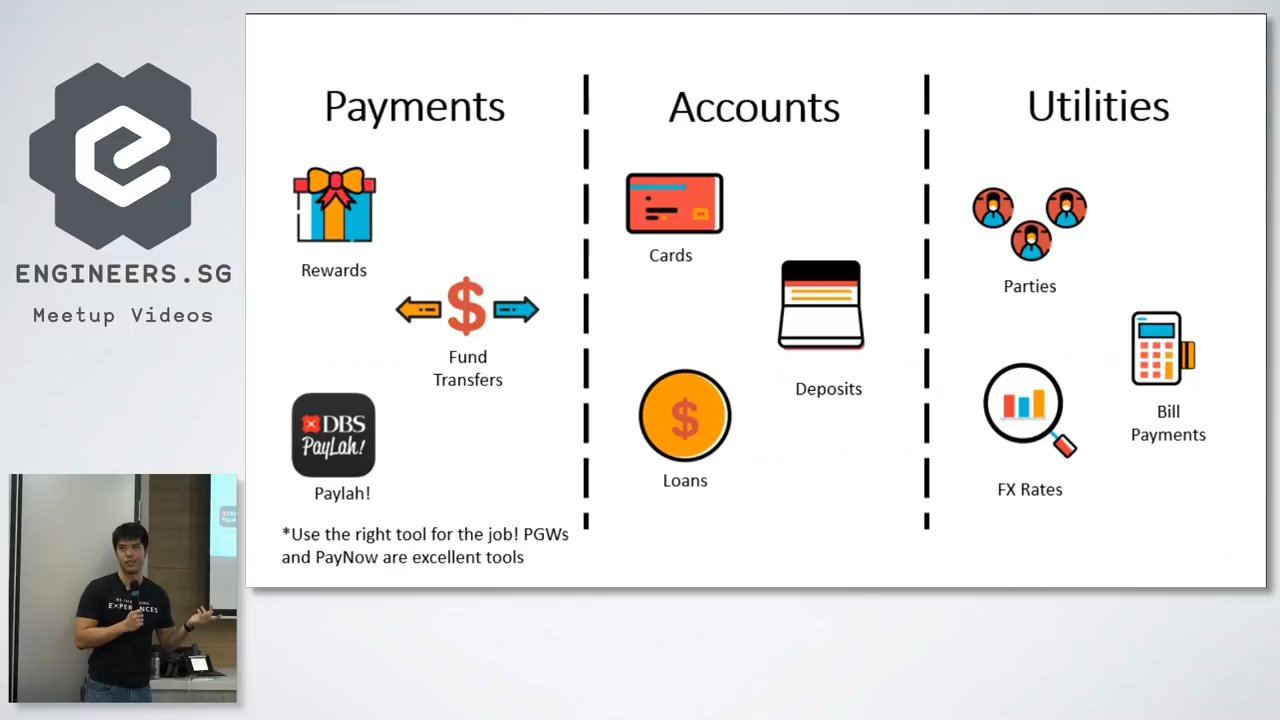 ENGINEERS.SG
Meetup Videos
Payments
Rewards
Fund
Transfers
DBS
PayLah!
Paylah!
*Use the right tool for the job! PGWs
and PayNow are excellent tools
Accounts
Cards
Deposits
Loans
Utilities
Parties
Bill
Payments
FX Rates